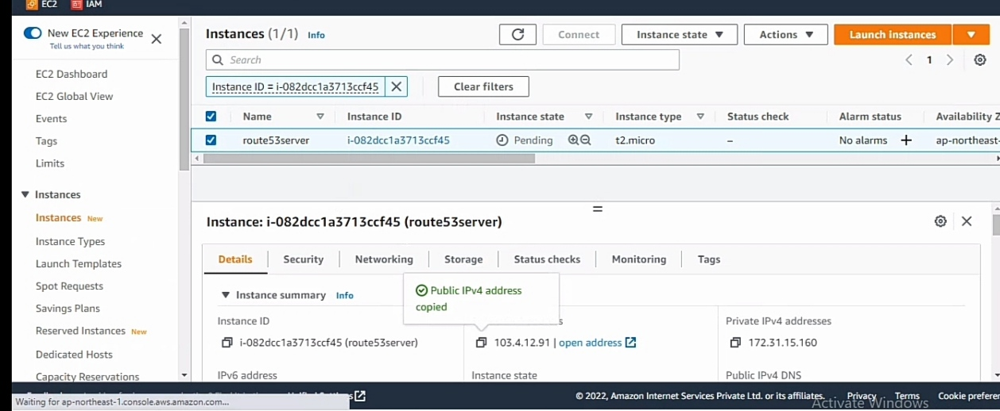 EC2 IAM
New EC2 Experience
Tell us what you think
EC2 Dashboard
EC2 Global View
Events
Tags
Limits
Instances
Instances New
Instance Types
Launch Templates
Spot Requests
Savings Plans
Reserved Instances New
Dedicated Hosts
Capacity Reservations
Instances (1/1) Info
Connect
Instance state
Actions
Launch instances
Search
1
Instance ID = i-082dcc1a3713ccf45
Clear filters
Name Instance ID Instance state Instance type Status check Alarm status Availability Z
route53server i-082dcc1a3713ccf45 Pending t2.micro – No alarms + ap-northeast-
Instance: i-082dcc1a3713ccf45 (route53server)
Details Security Networking Storage Status checks Monitoring Tags
Public IPv4 address
copied
Instance summary Info
Instance ID
i-082dcc1a3713ccf45 (route53server)
103.4.12.91 | open address
Private IPv4 addresses
172.31.15.160
IPv6 address
Instance state
Public IPv4 DNS
Waiting for ap-northeast-1.console.aws.amazon.com...
© 2022, Amazon Internet Services Private Ltd. or its affiliates. Privacy Terms Cookie preferen
Activate Windows